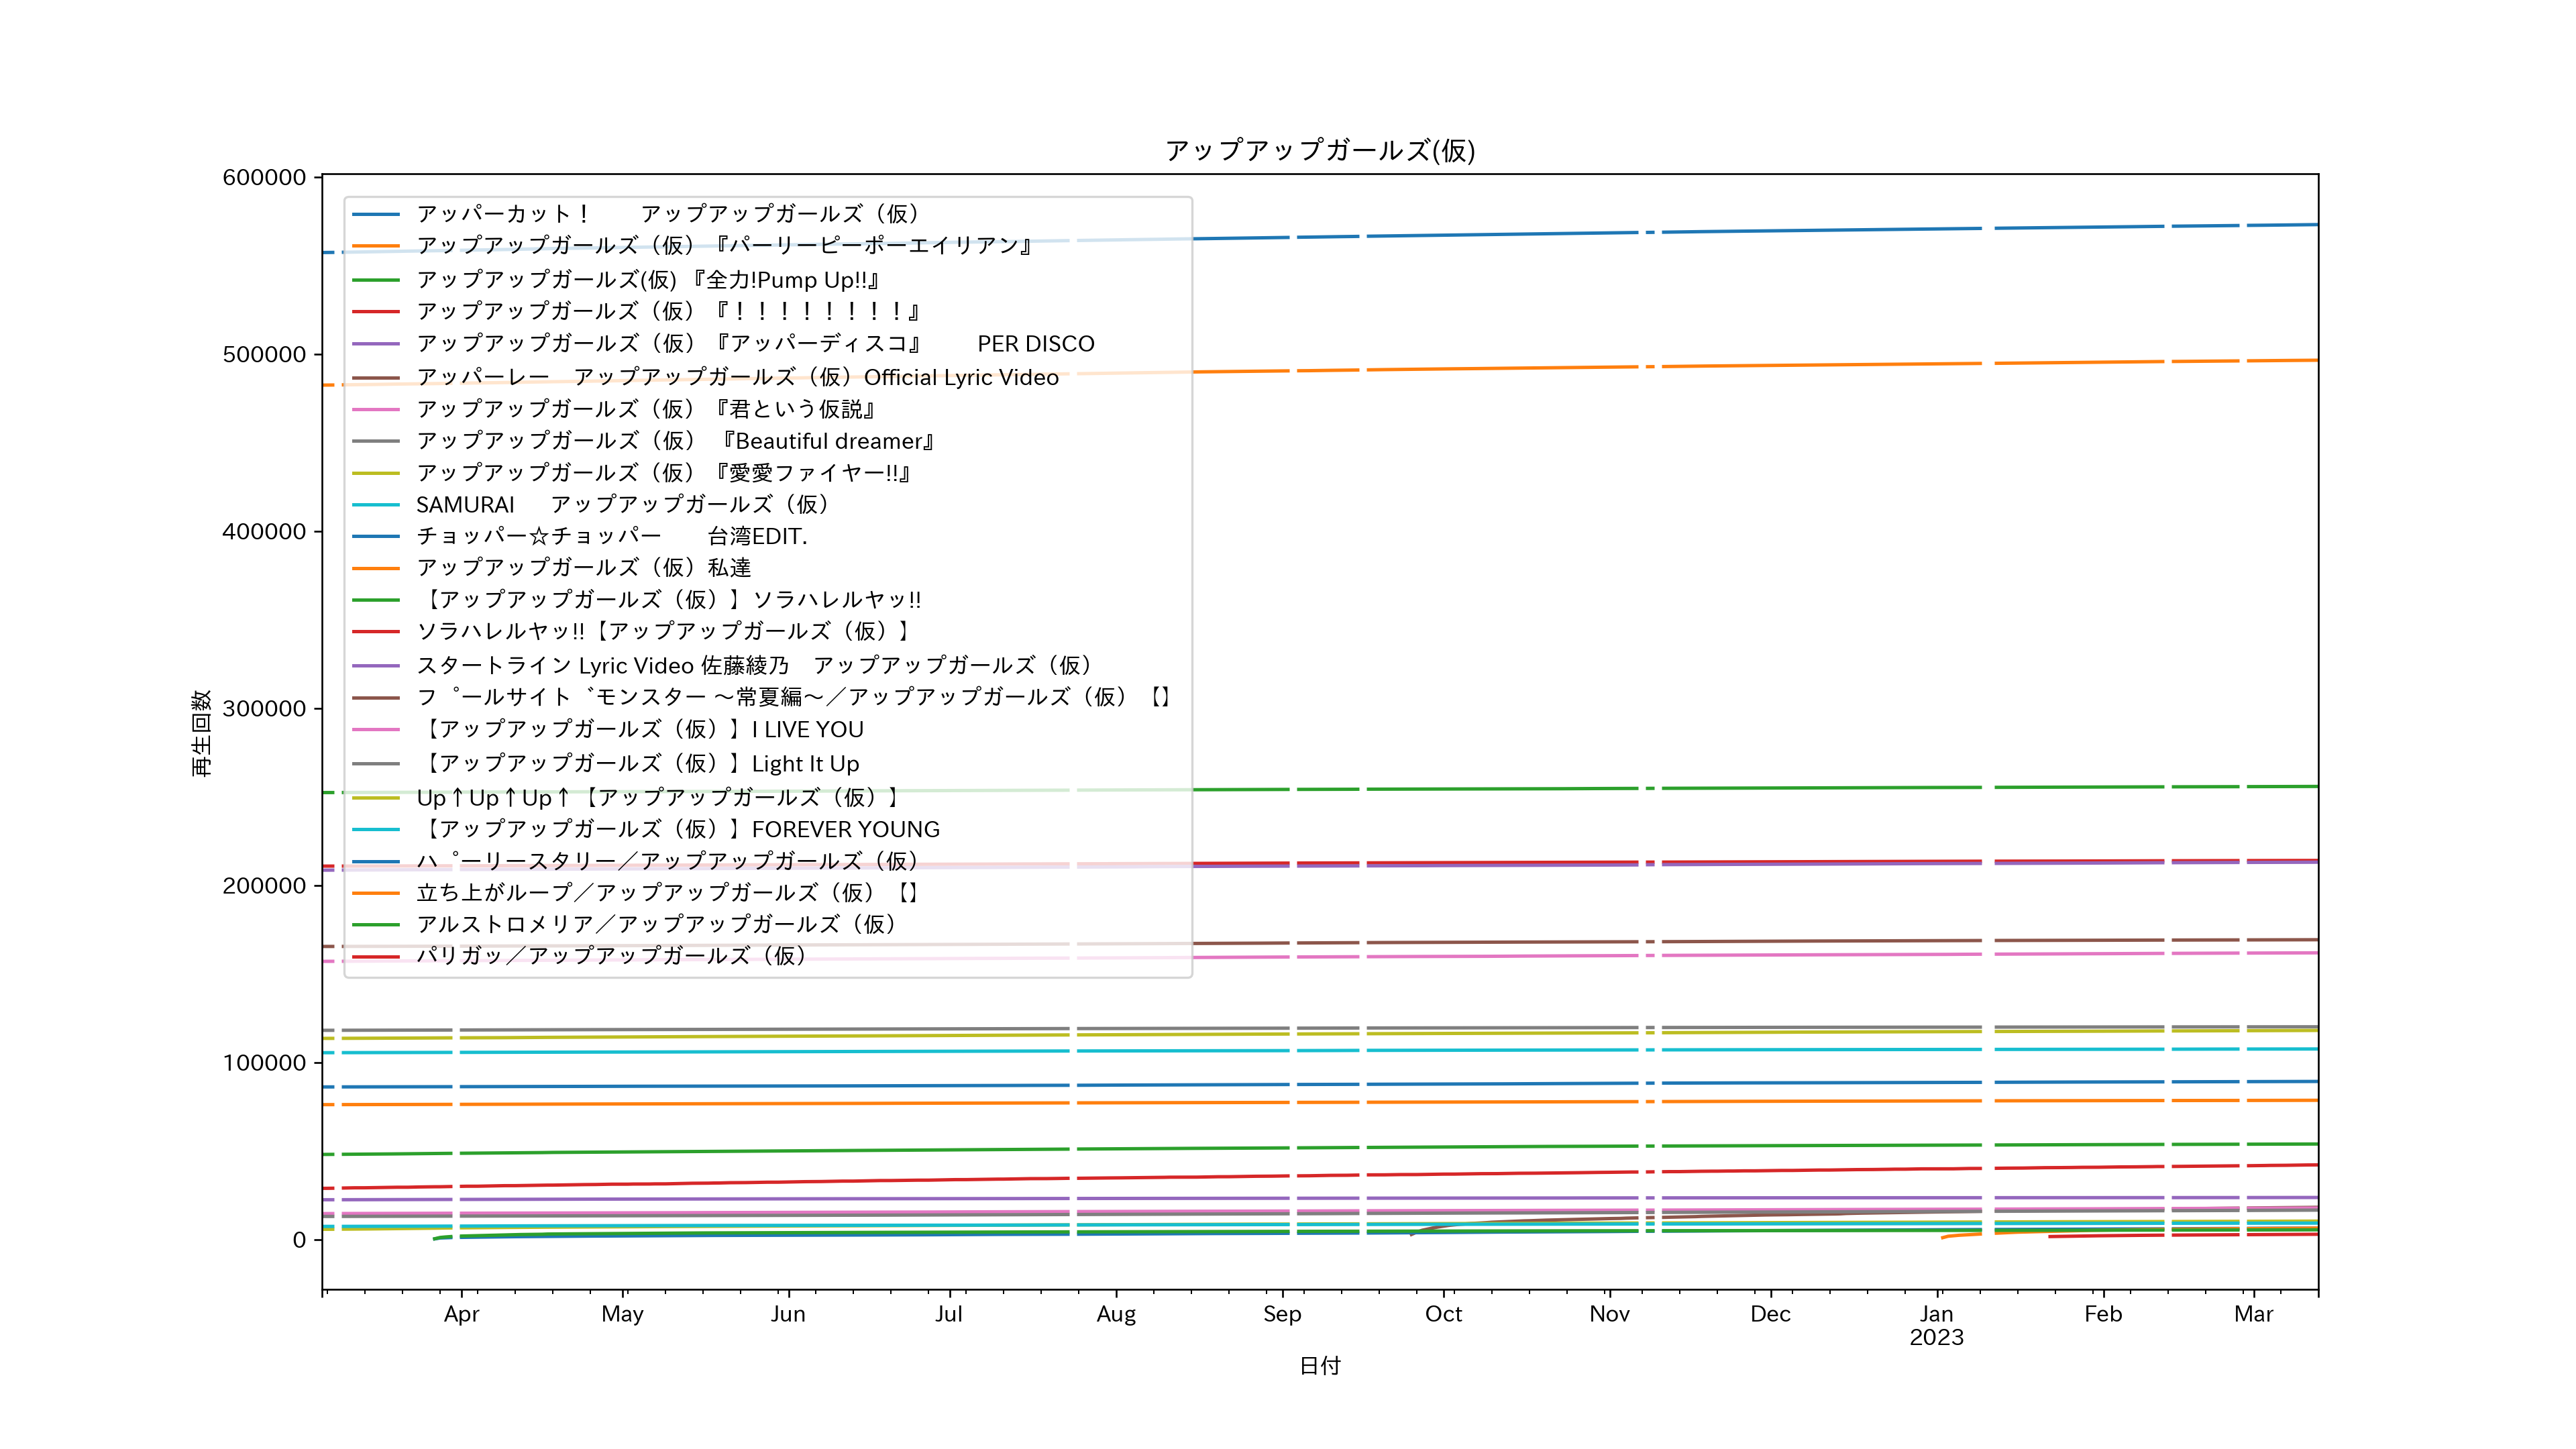 アップアップガールズ(仮)
600000
500000
400000
300000
200000
100000
0
再生回数
アッパーカット！　　アップアップガールズ（仮）
アップアップガールズ（仮）『パーリーピーポーエイリアン』
アップアップガールズ(仮) 『全力!Pump Up!!』
アップアップガールズ（仮）『！！！！！！！！』
アップアップガールズ（仮）『アッパーディスコ』　　PER DISCO
アッパーレー　アップアップガールズ（仮）Official Lyric Video
アップアップガールズ（仮）『君という仮説』
アップアップガールズ（仮） 『Beautiful dreamer』
アップアップガールズ（仮）『愛愛ファイヤー!!』
SAMURAI　 アップアップガールズ（仮）
チョッパー☆チョッパー　　台湾EDIT.
アップアップガールズ（仮）私達
【アップアップガールズ（仮）】ソラハレルヤッ!!
ソラハレルヤッ!!【アップアップガールズ（仮）】
スタートライン Lyric Video 佐藤綾乃　アップアップガールズ（仮）
フ゜ールサイト゛モンスター ～常夏編～／アップアップガールズ（仮）【】
【アップアップガールズ（仮）】I LIVE YOU
【アップアップガールズ（仮）】Light It Up
Up↑Up↑Up↑【アップアップガールズ（仮）】
【アップアップガールズ（仮）】FOREVER YOUNG
ハ゜ーリースタリー／アップアップガールズ（仮）
立ち上がループ／アップアップガールズ（仮）【】
アルストロメリア／アップアップガールズ（仮）
パリガッ／アップアップガールズ（仮）
Apr May Jun Jul Aug Sep Oct Nov Dec Jan Feb Mar
2023
日付